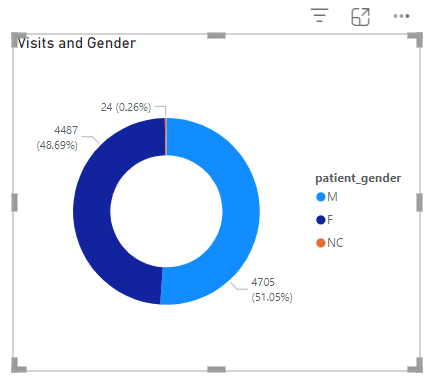 Visits and Gender
24 (0.26%)
4487
(48.69%)
patient_gender
M
F
NC
4705
(51.05%)